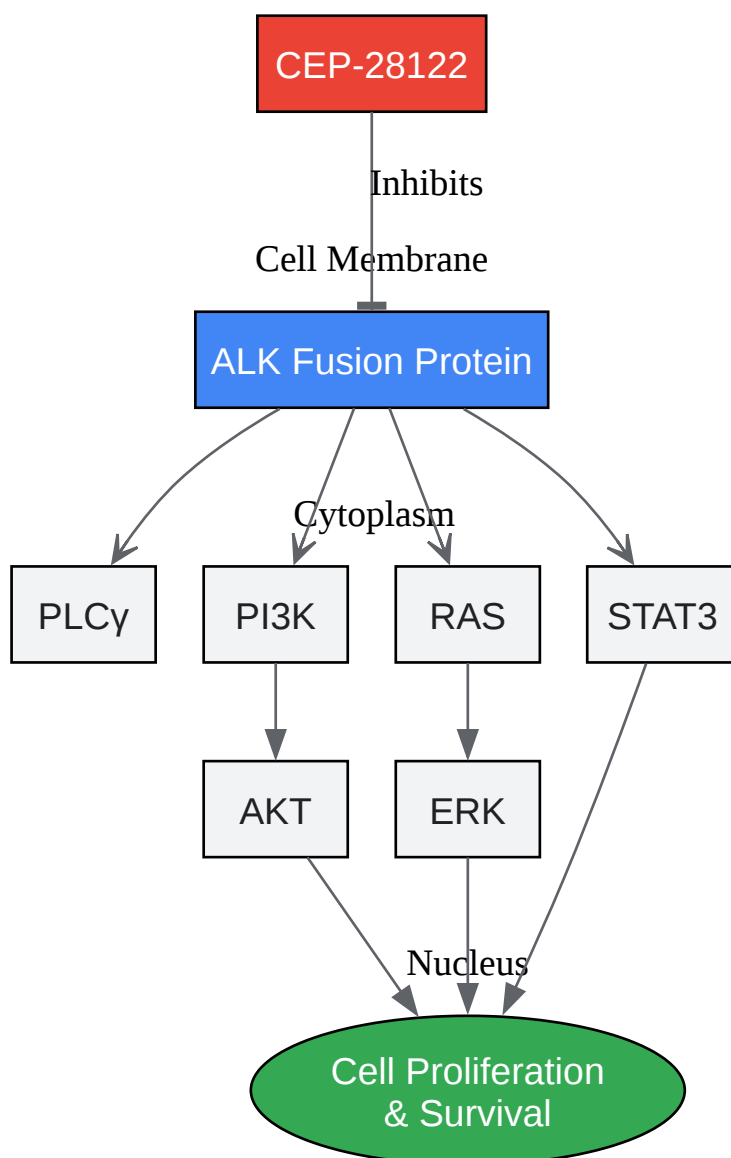 CEP-28122
Inhibits
Cell Membrane
ALK Fusion Protein
Cytoplasm
PLCγ
PI3K
RAS
STAT3
AKT
ERK
Nucleus
Cell Proliferation
& Survival